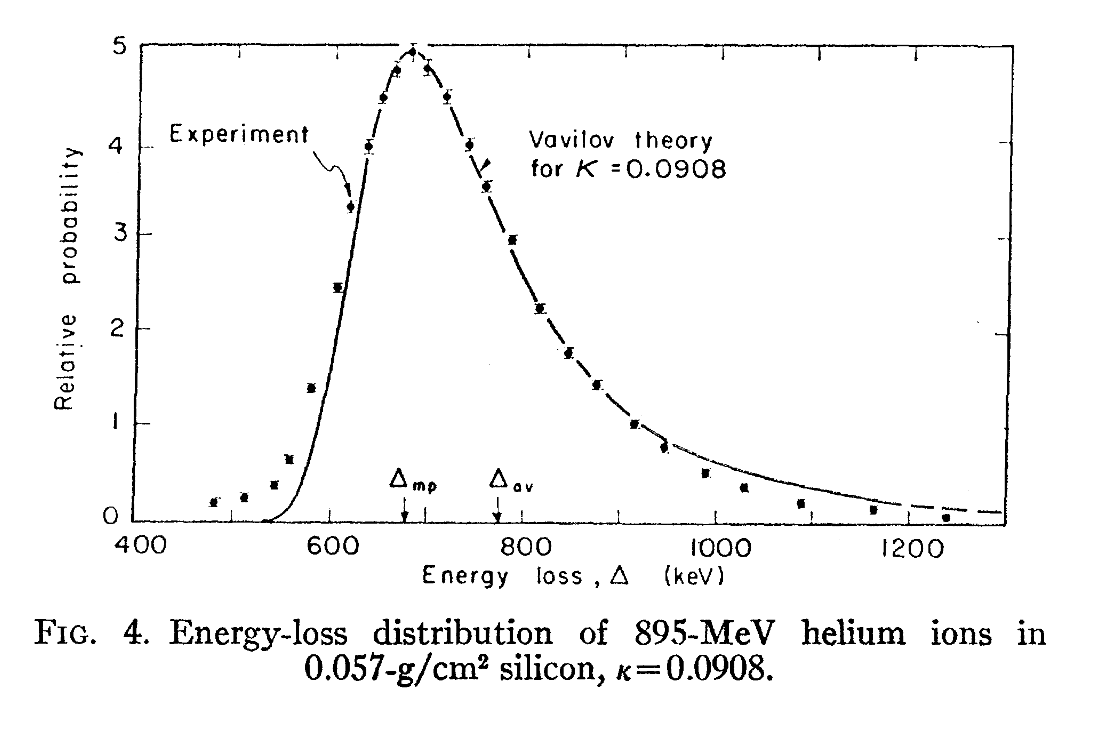 5
Experiment
Vavilov theory
for K = 0.0908
4
3
2
1
0
Relative probability
Δmp
Δav
400 600 800 1000 1200
Energy loss, Δ (keV)
FIG. 4. Energy-loss distribution of 895-MeV helium ions in
0.057-g/cm² silicon, κ=0.0908.